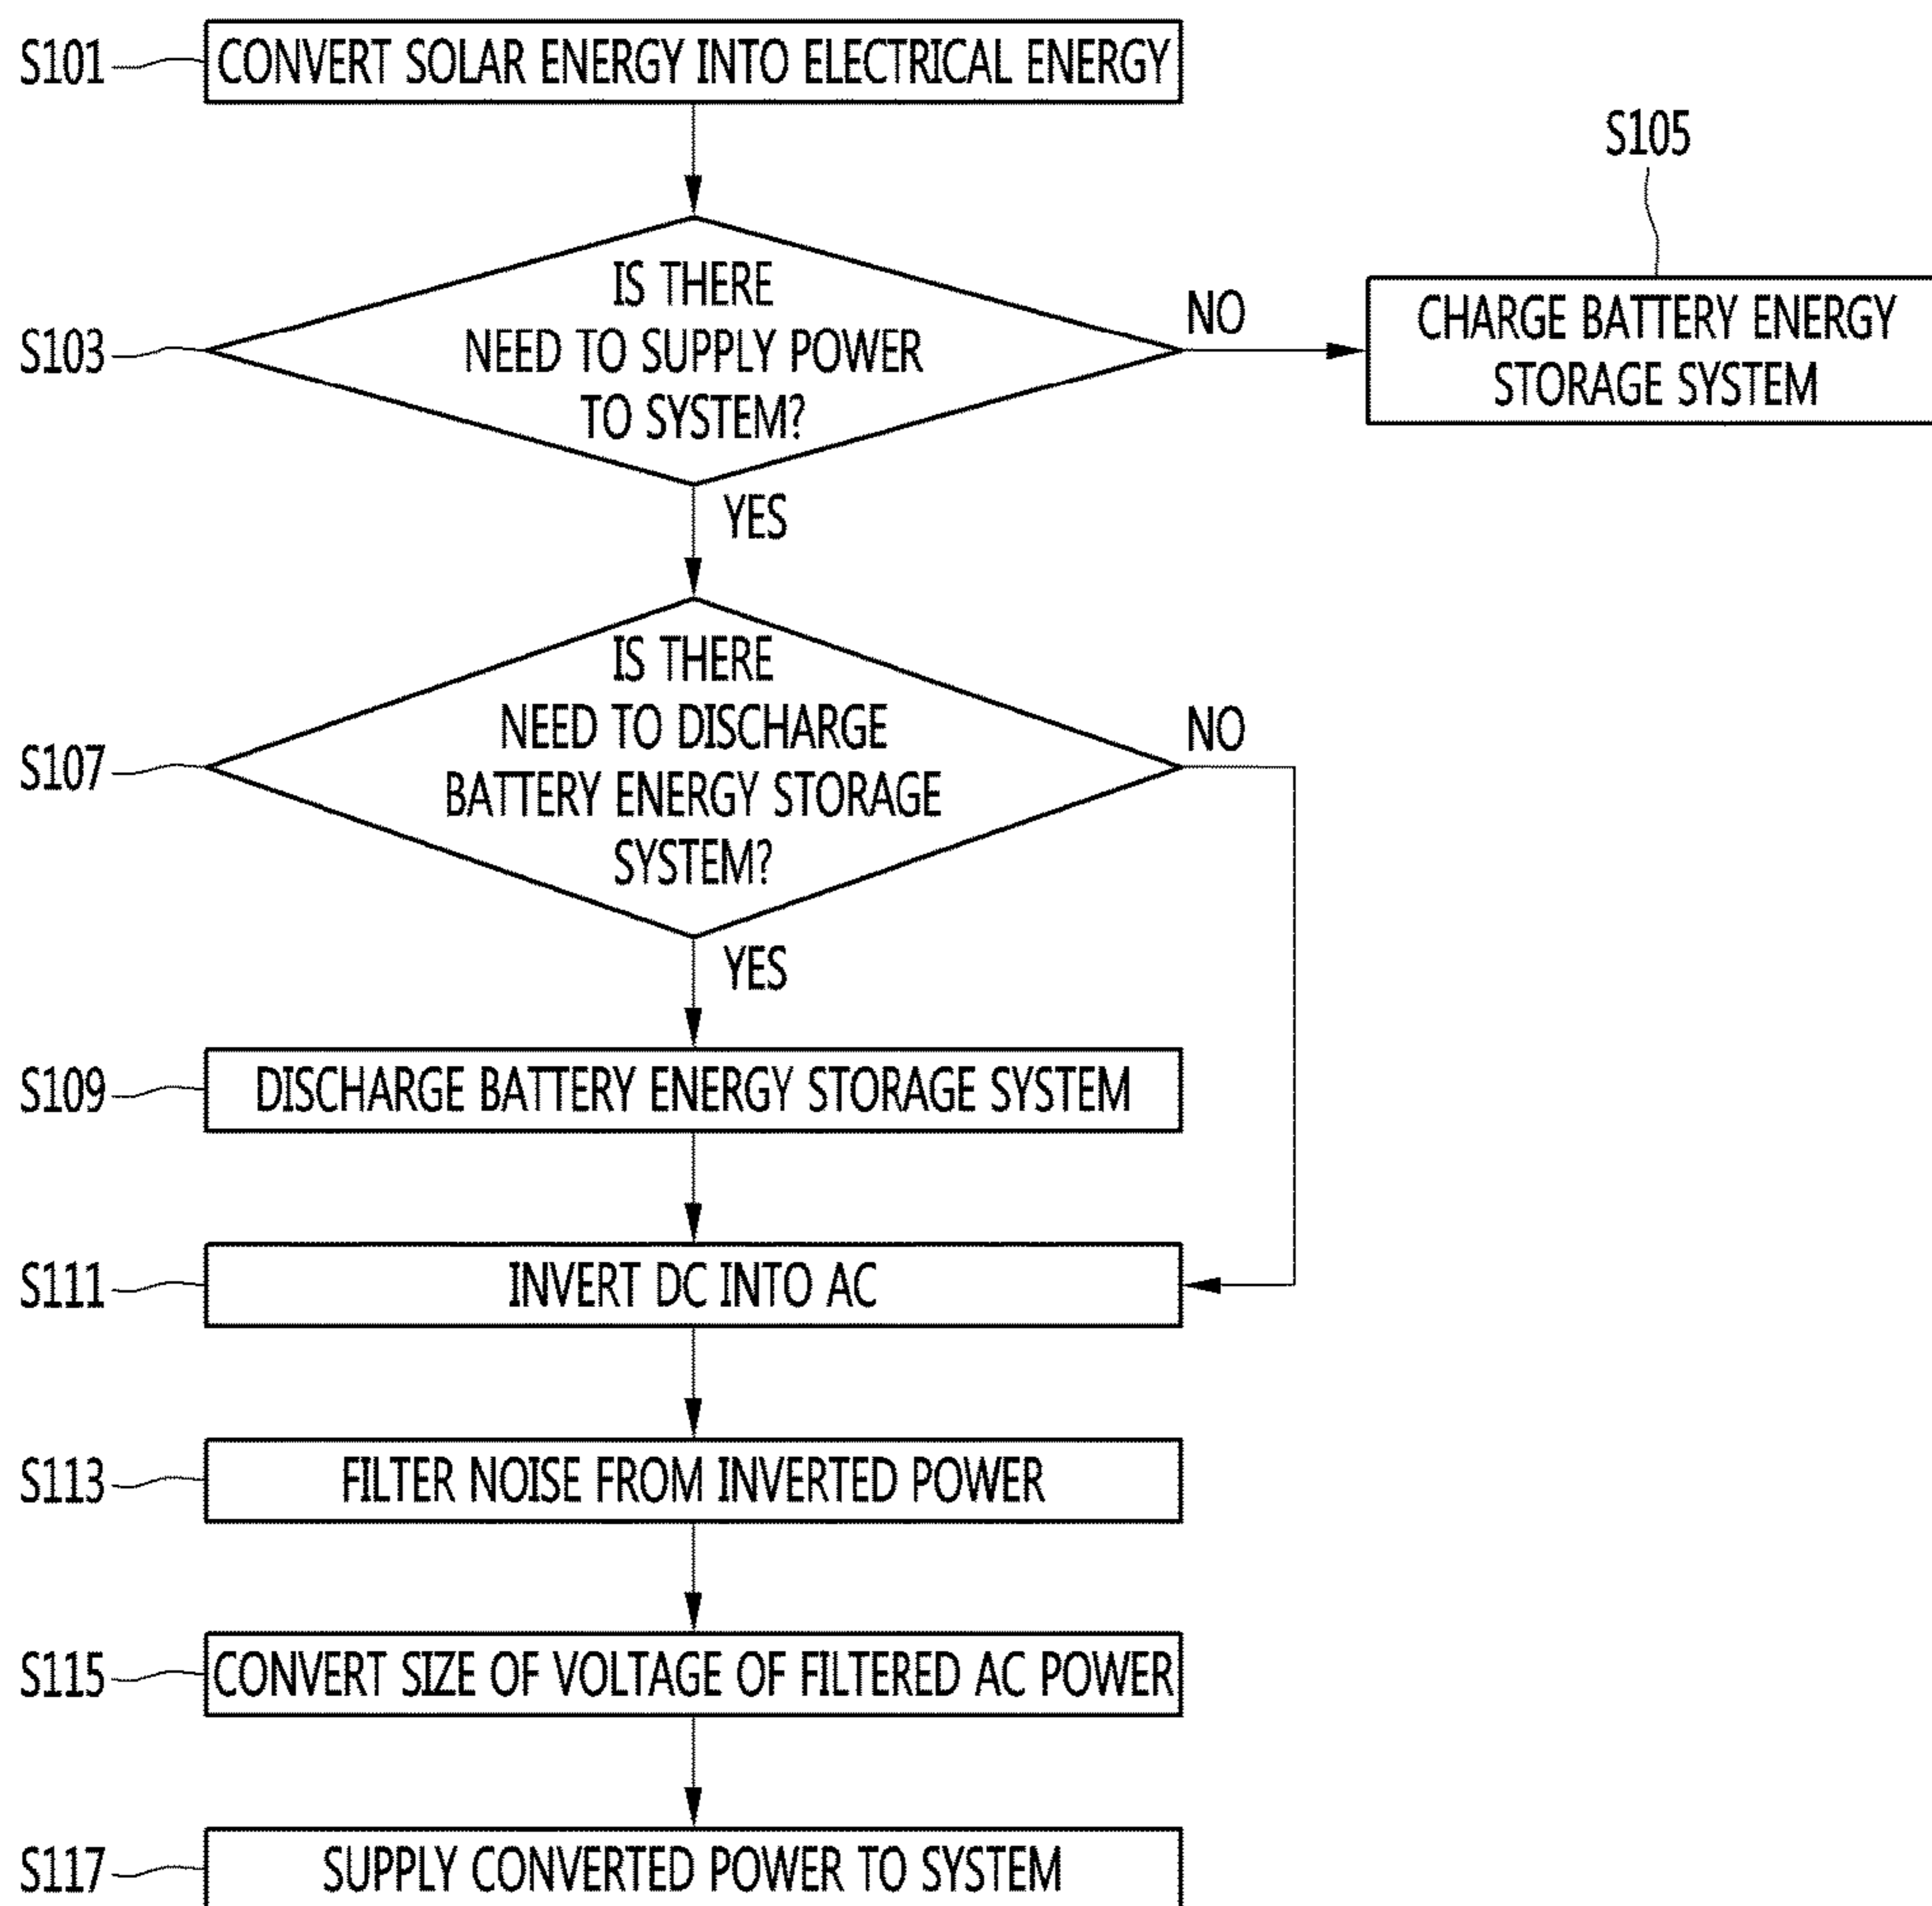 S101
CONVERT SOLAR ENERGY INTO ELECTRICAL ENERGY
S105
S103
IS THERE
NEED TO SUPPLY POWER
TO SYSTEM?
NO
CHARGE BATTERY ENERGY
STORAGE SYSTEM
YES
S107
IS THERE
NEED TO DISCHARGE
BATTERY ENERGY STORAGE
SYSTEM?
NO
YES
S109
DISCHARGE BATTERY ENERGY STORAGE SYSTEM
S111
INVERT DC INTO AC
S113
FILTER NOISE FROM INVERTED POWER
S115
CONVERT SIZE OF VOLTAGE OF FILTERED AC POWER
S117
SUPPLY CONVERTED POWER TO SYSTEM